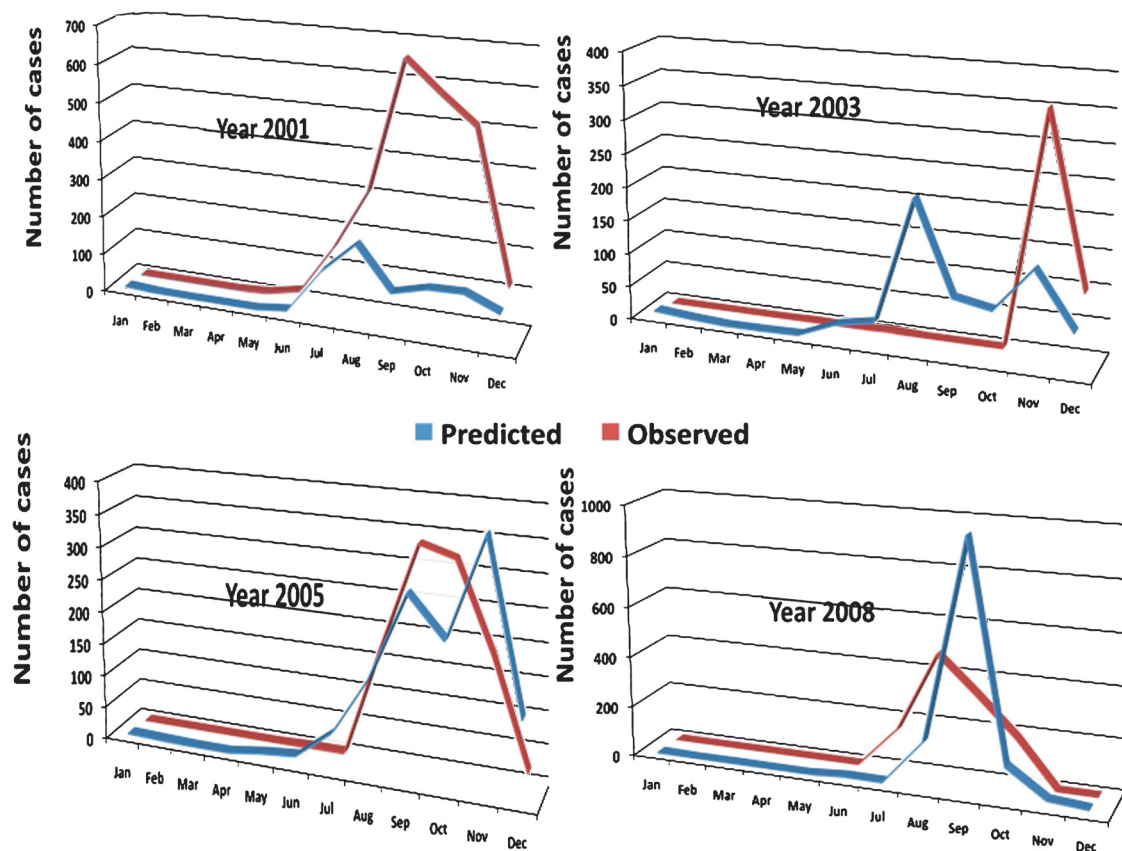 Number of cases
700
600
500
400
300
200
100
0
Year 2001
Jan Feb Mar Apr May Jun Jul Aug Sep Oct Nov Dec
Number of cases
400
350
300
250
200
150
100
50
0
Year 2003
Jan Feb Mar Apr May Jun Jul Aug Sep Oct Nov Dec
Predicted Observed
Number of cases
400
350
300
250
200
150
100
50
0
Year 2005
Jan Feb Mar Apr May Jun Jul Aug Sep Oct Nov Dec
Number of cases
1000
800
600
400
200
0
Year 2008
Jan Feb Mar Apr May Jun Jul Aug Sep Oct Nov Dec